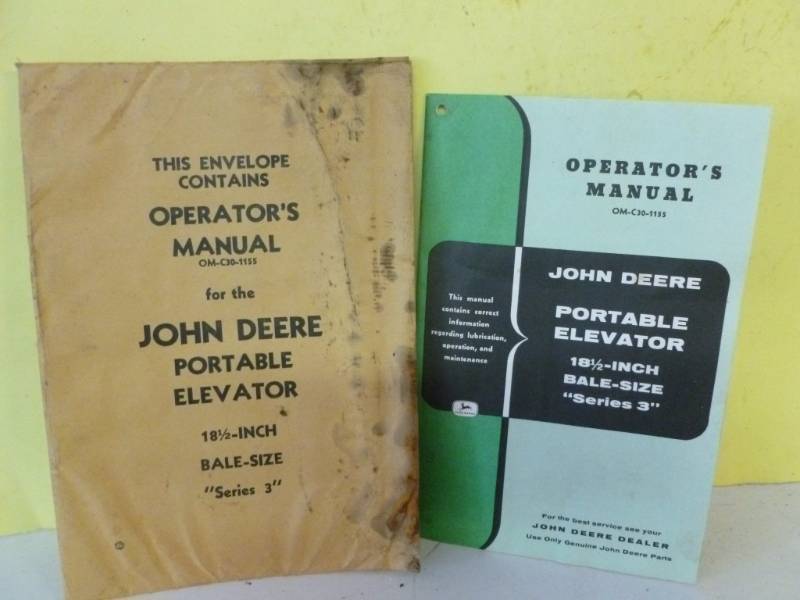 THIS ENVELOPE
CONTAINS
OPERATOR'S
MANUAL
OM-C30-1155
for the
JOHN DEERE
PORTABLE
ELEVATOR
18½-INCH
BALE-SIZE
"Series 3"
OPERATOR'S
MANUAL
OM-C30-1155
This manual
contains correct
information
regarding lubrication,
operation, and
maintenance
JOHN DEERE
PORTABLE
ELEVATOR
18½-INCH
BALE-SIZE
"Series 3"
For the best service see your
JOHN DEERE DEALER
Use Only Genuine John Deere Parts